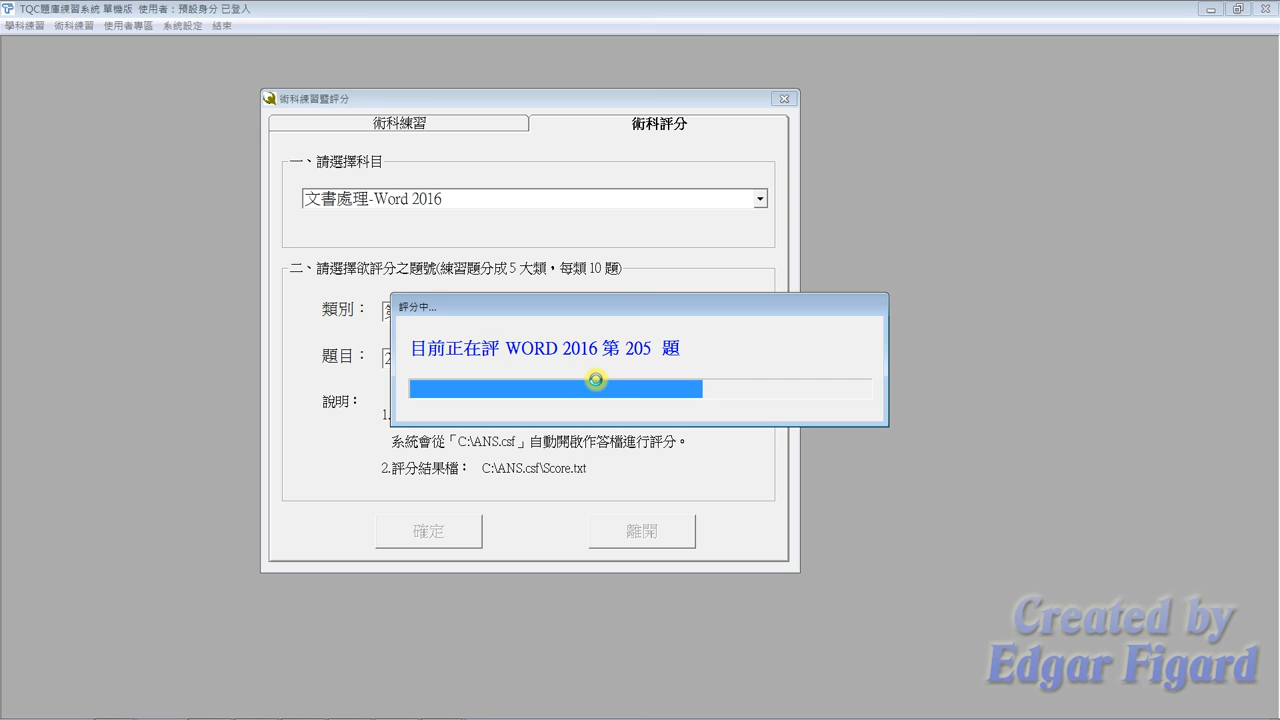 TQC題庫練習系統 單機版 使用者：預設身分 已登入
學科練習 術科練習 使用者專區 系統設定 結束
術科練習暨評分
術科練習 術科評分
一、請選擇科目
文書處理-Word 2016
二、請選擇欲評分之題號(練習題分成 5 大類，每類 10 題)
類別：
評分中...
目前正在評 WORD 2016 第 205 題
題目： 2
說明：
1.
系統會從「C:\ANS.csf」自動開啟作答檔進行評分。
2.評分結果檔： C:\ANS.csf\Score.txt
確定 離開
Created by
Edgar Figard